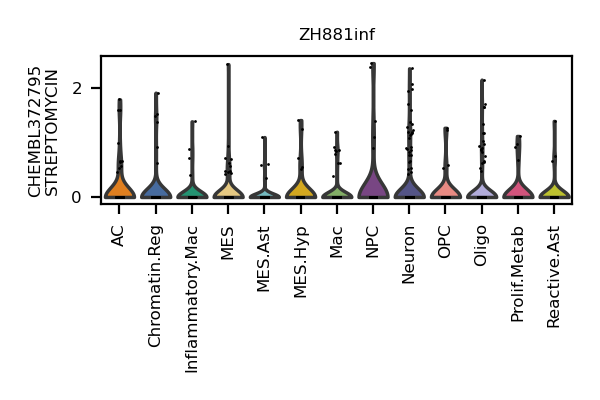 ZH881inf
CHEMBL372795
STREPTOMYCIN
2
0
AC
Chromatin.Reg
Inflammatory.Mac
MES
MES.Ast
MES.Hyp
Mac
NPC
Neuron
OPC
Oligo
Prolif.Metab
Reactive.Ast